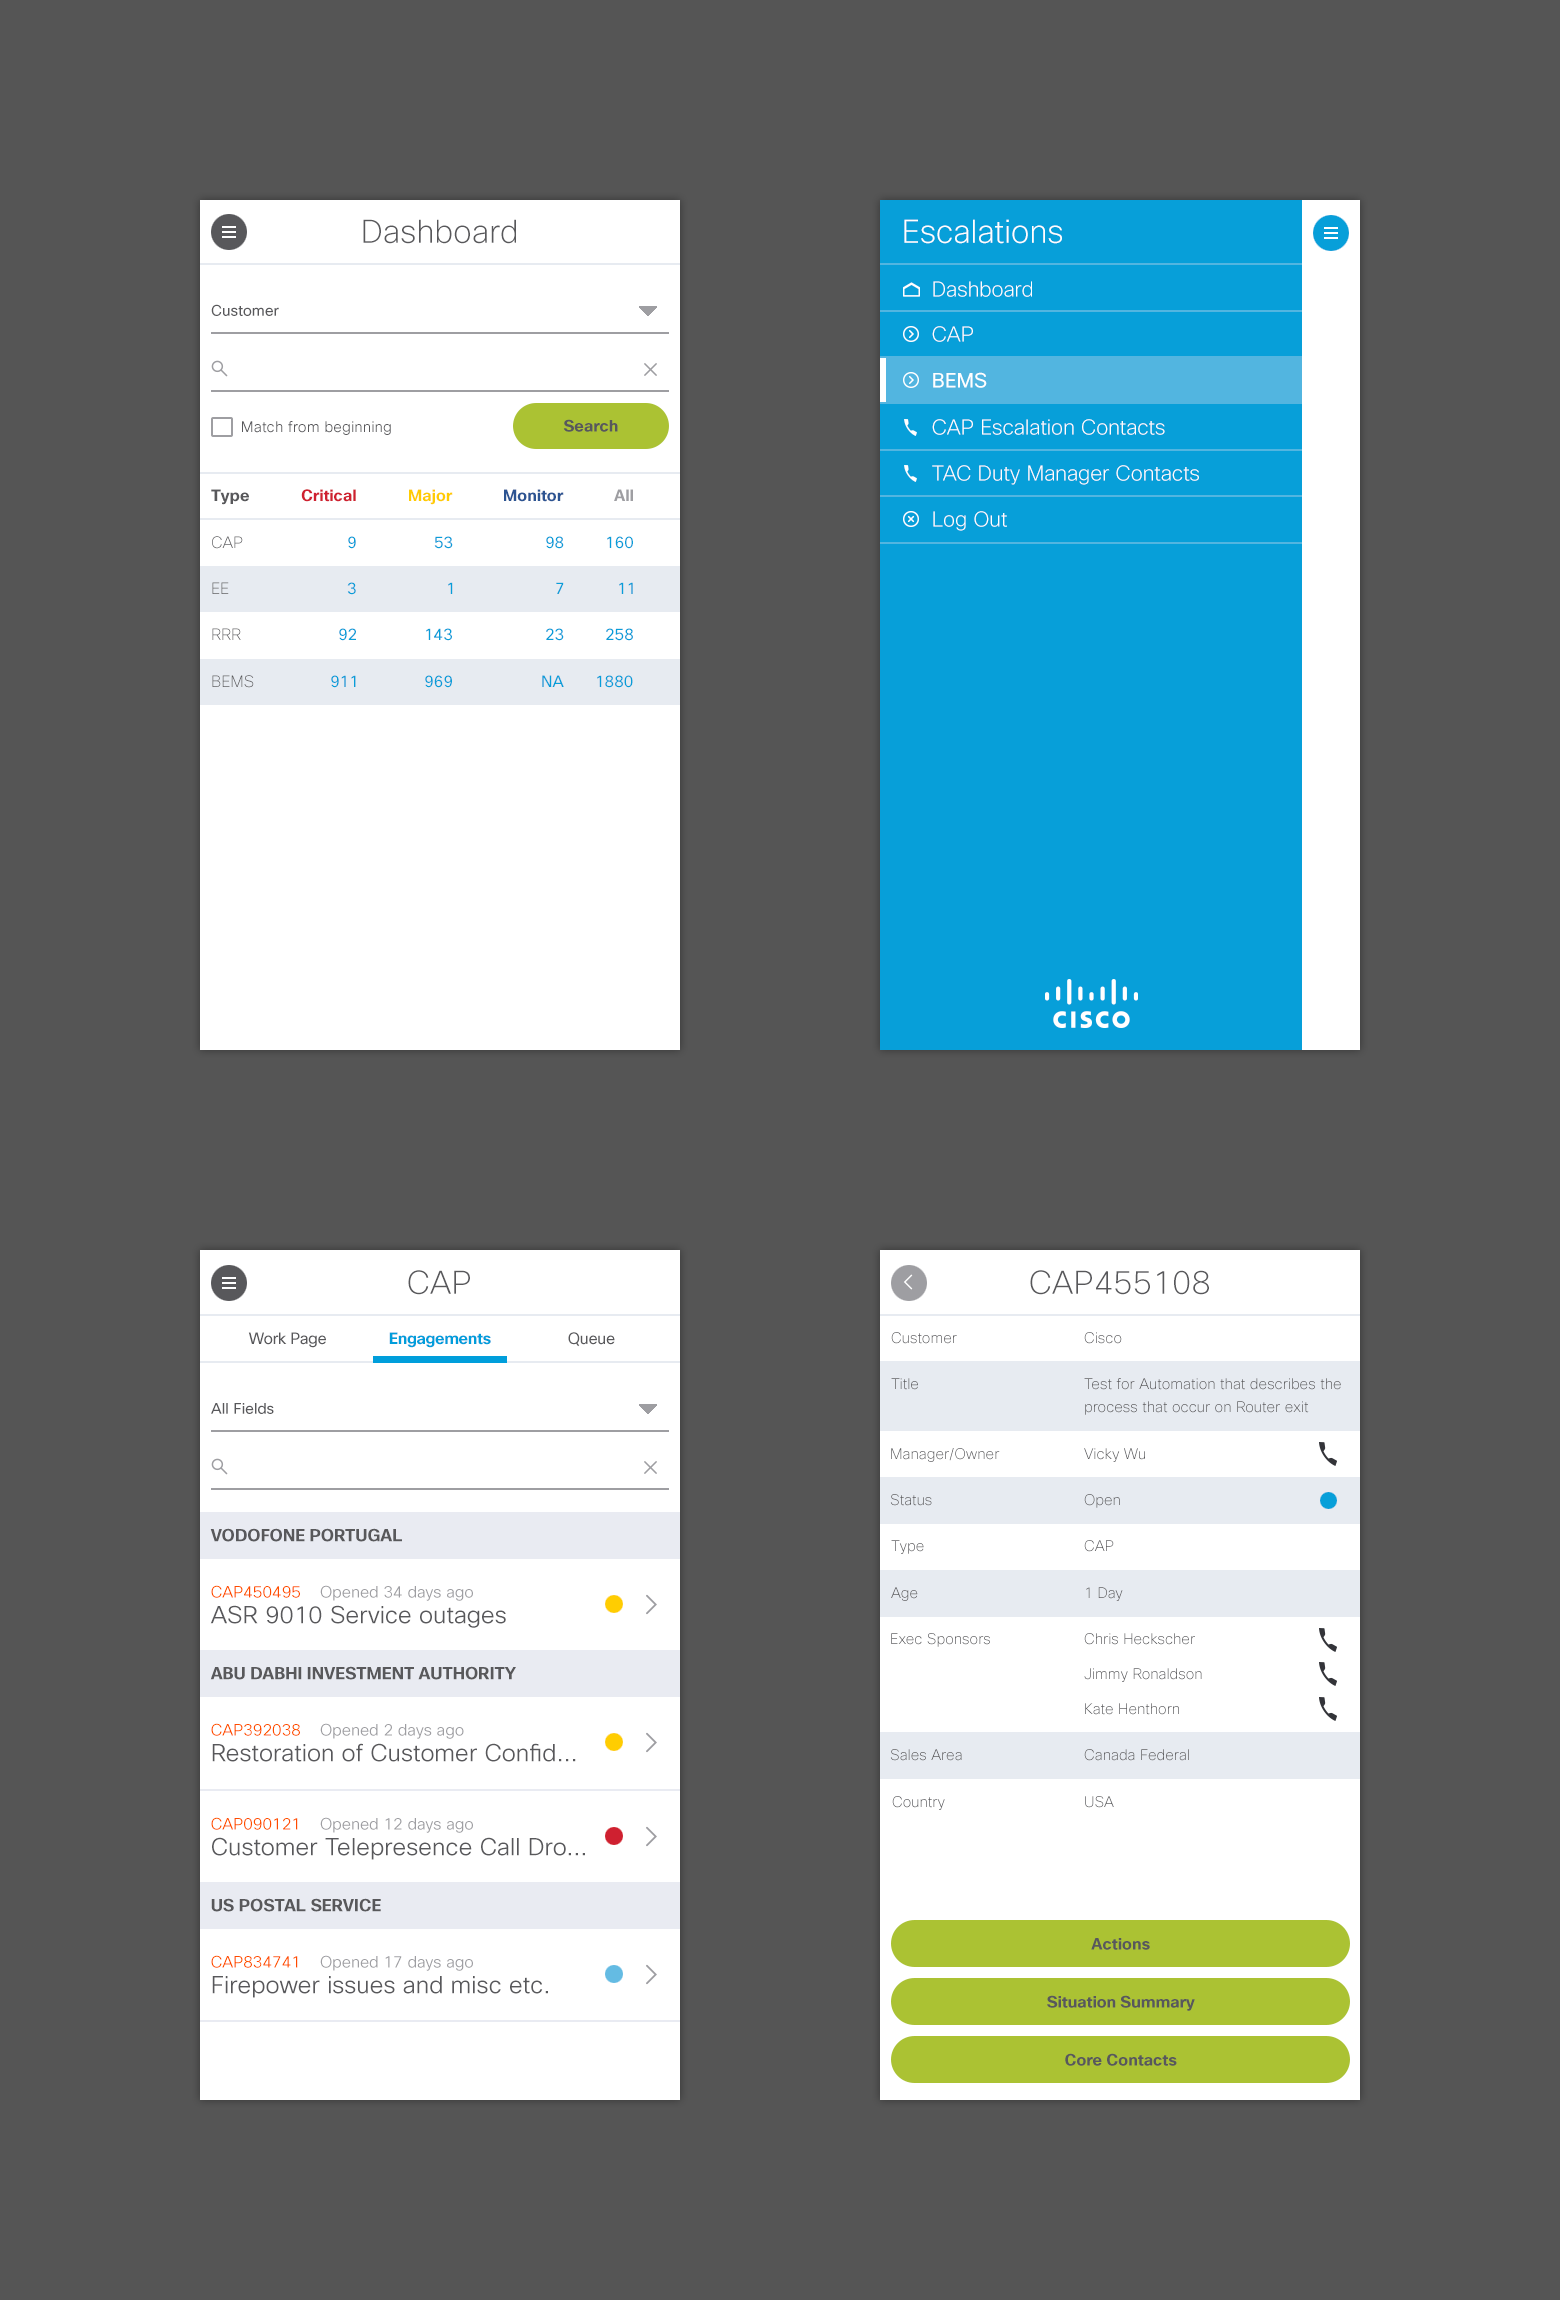 Dashboard
Customer
Match from beginning
Search
Type Critical Major Monitor All
CAP 9 53 98 160
EE 3 1 7 11
RRR 92 143 23 258
BEMS 911 969 NA 1880
Escalations
Dashboard
CAP
BEMS
CAP Escalation Contacts
TAC Duty Manager Contacts
Log Out
CISCO
CAP
Work Page Engagements Queue
All Fields
VODOFONE PORTUGAL
CAP450495 Opened 34 days ago
ASR 9010 Service outages
ABU DABHI INVESTMENT AUTHORITY
CAP392038 Opened 2 days ago
Restoration of Customer Confid...
CAP090121 Opened 12 days ago
Customer Telepresence Call Dro...
US POSTAL SERVICE
CAP834741 Opened 17 days ago
Firepower issues and misc etc.
CAP455108
Customer Cisco
Title Test for Automation that describes the
process that occur on Router exit
Manager/Owner Vicky Wu
Status Open
Type CAP
Age 1 Day
Exec Sponsors Chris Heckscher
Jimmy Ronaldson
Kate Henthorn
Sales Area Canada Federal
Country USA
Actions
Situation Summary
Core Contacts